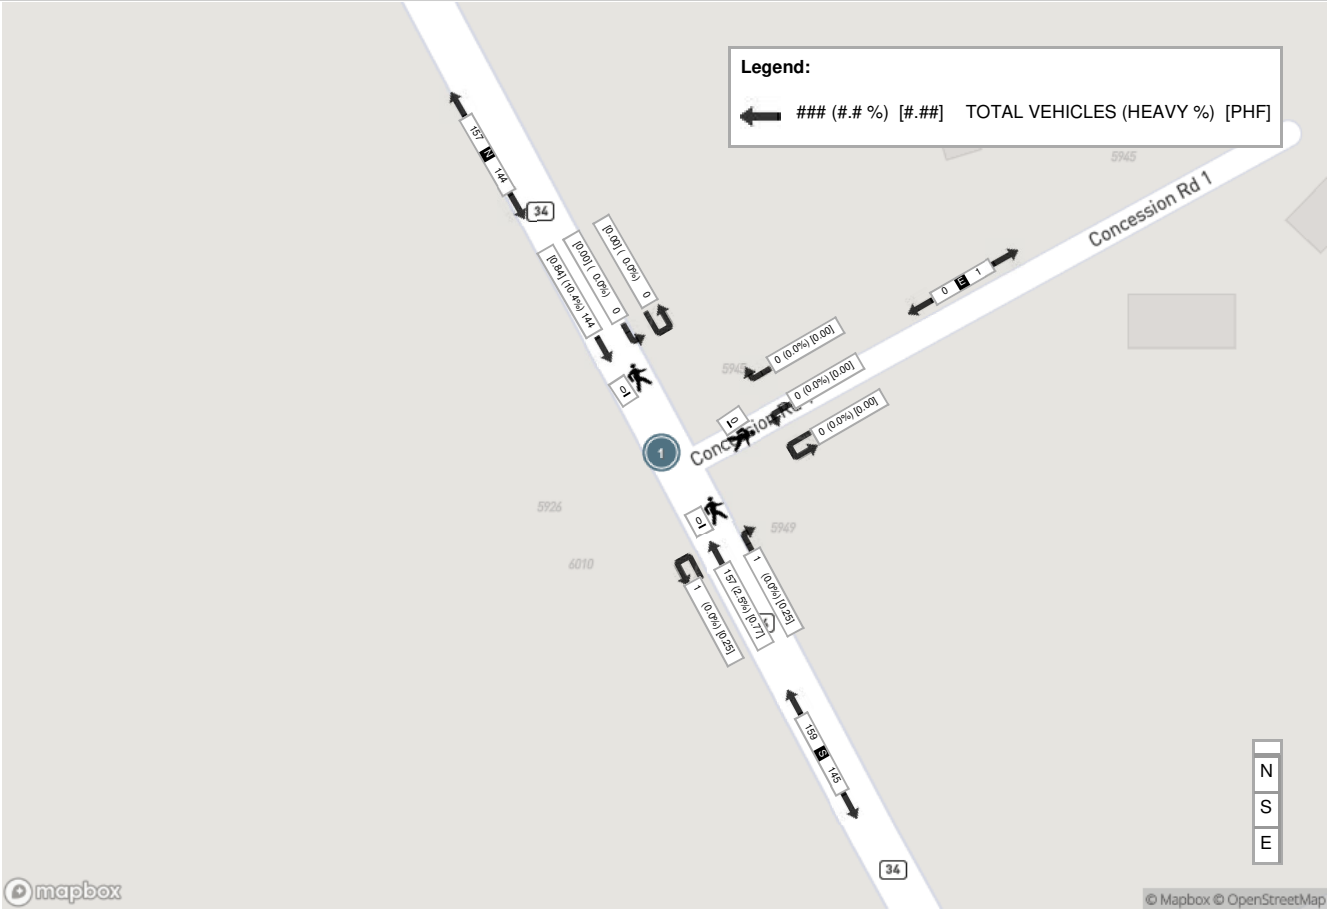 Legend:
### (#.# %) [#.##] TOTAL VEHICLES (HEAVY %) [PHF]
5945
Concession Rd 1
157 N 144
34
[0.00] ( 0.0%) 0
[0.00] ( 0.0%) 0
[0.84] (10.4%) 144
0 E 1
0 (0.0%) [0.00]
0 (0.0%) [0.00]
0 (0.0%) [0.00]
0
0
1
5926
0
5949
6010
1 (0.0%) [0.25]
157 (2.5%) [0.77]
1 (0.0%) [0.25]
159 S 145
N
S
E
34
mapbox
© Mapbox © OpenStreetMap